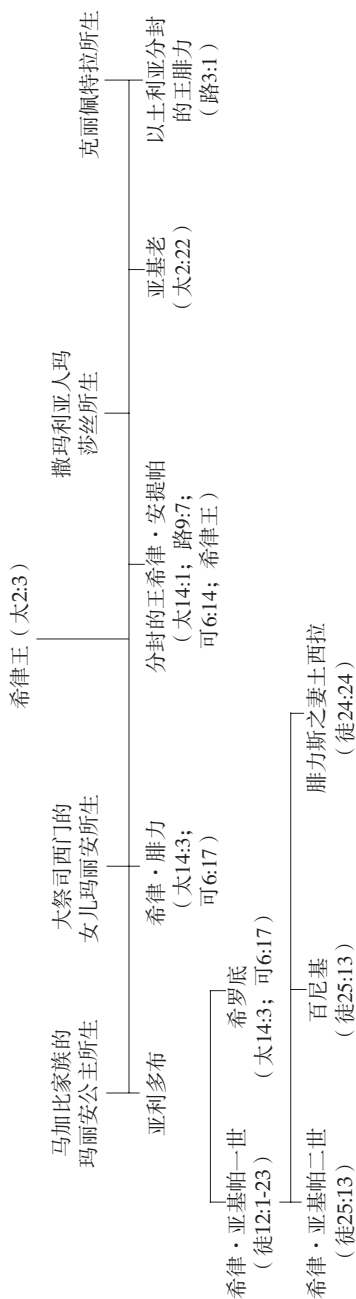 希律王（太2:3）
马加比家族的
玛丽安公主所生
大祭司西门的
女儿玛丽安所生
撒玛利亚人玛
莎丝所生
克丽佩特拉所生
亚利多布
希律·腓力
（太14:3；
可6:17）
分封的王希律·安提帕
（太14:1；路9:7；
可6:14；希律王）
亚基老
（太2:22）
以土利亚分封
的王腓力
（路3:1）
希律·亚基帕一世
（徒12:1-23）
希罗底
（太14:3；可6:17）
希律·亚基帕二世
（徒25:13）
百尼基
（徒25:13）
腓力斯之妻土西拉
（徒24:24）